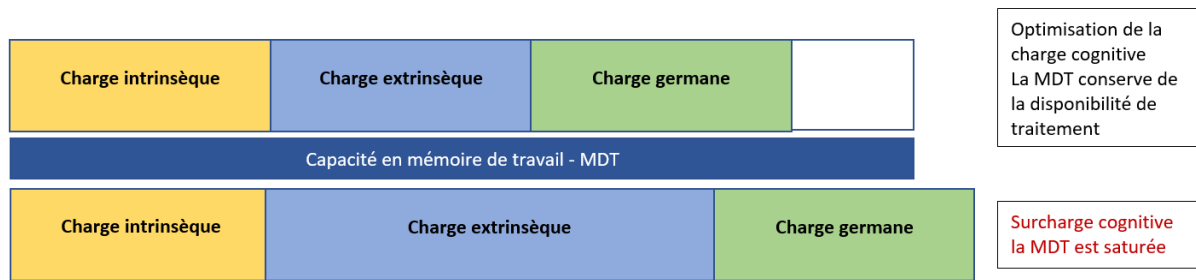 Charge intrinsèque
Charge extrinsèque
Charge germane
Optimisation de la
charge cognitive
La MDT conserve de
la disponibilité de
traitement
Capacité en mémoire de travail - MDT
Charge intrinsèque
Charge extrinsèque
Charge germane
Surcharge cognitive
la MDT est saturée